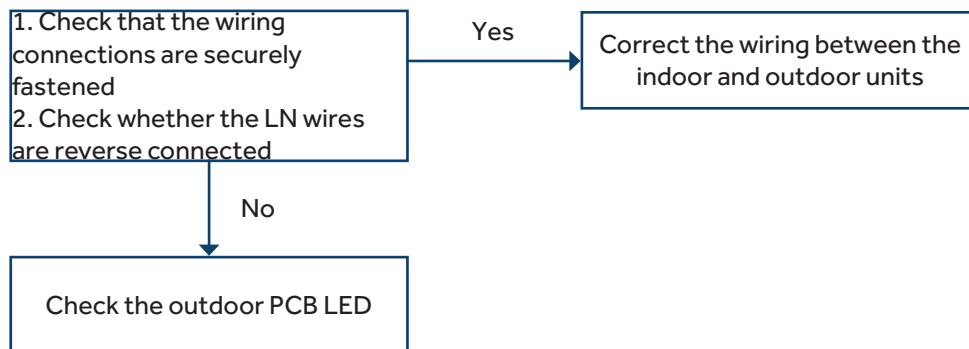 1. Check that the wiring
connections are securely
fastened
2. Check whether the LN wires
are reverse connected
Yes
Correct the wiring between the
indoor and outdoor units
No
Check the outdoor PCB LED